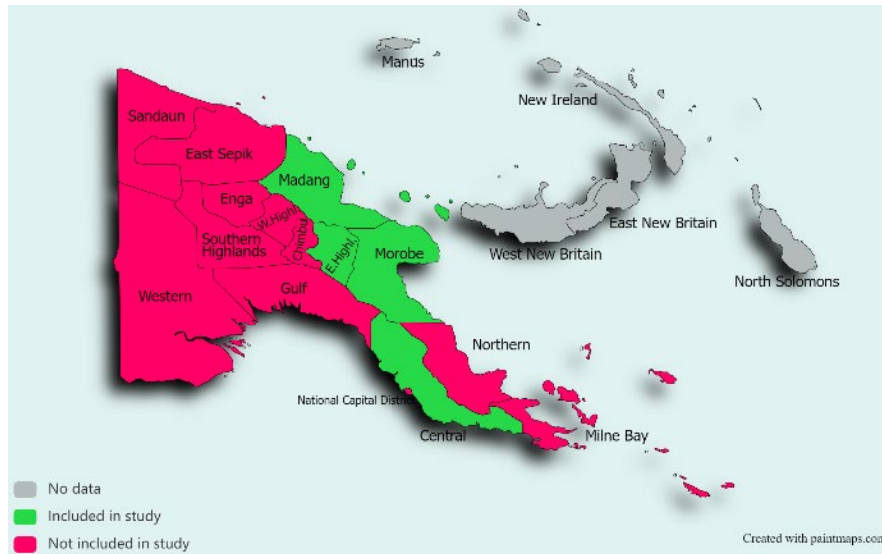 Manus
New Ireland
Sandaun
East Sepik
Madang
Enga
W.Highl.
Chimbu
E.Highl.
Southern
Highlands
Morobe
East New Britain
West New Britain
North Solomons
Western
Gulf
Northern
National Capital District
Central
Milne Bay
No data
Included in study
Not included in study
Created with paintmaps.com